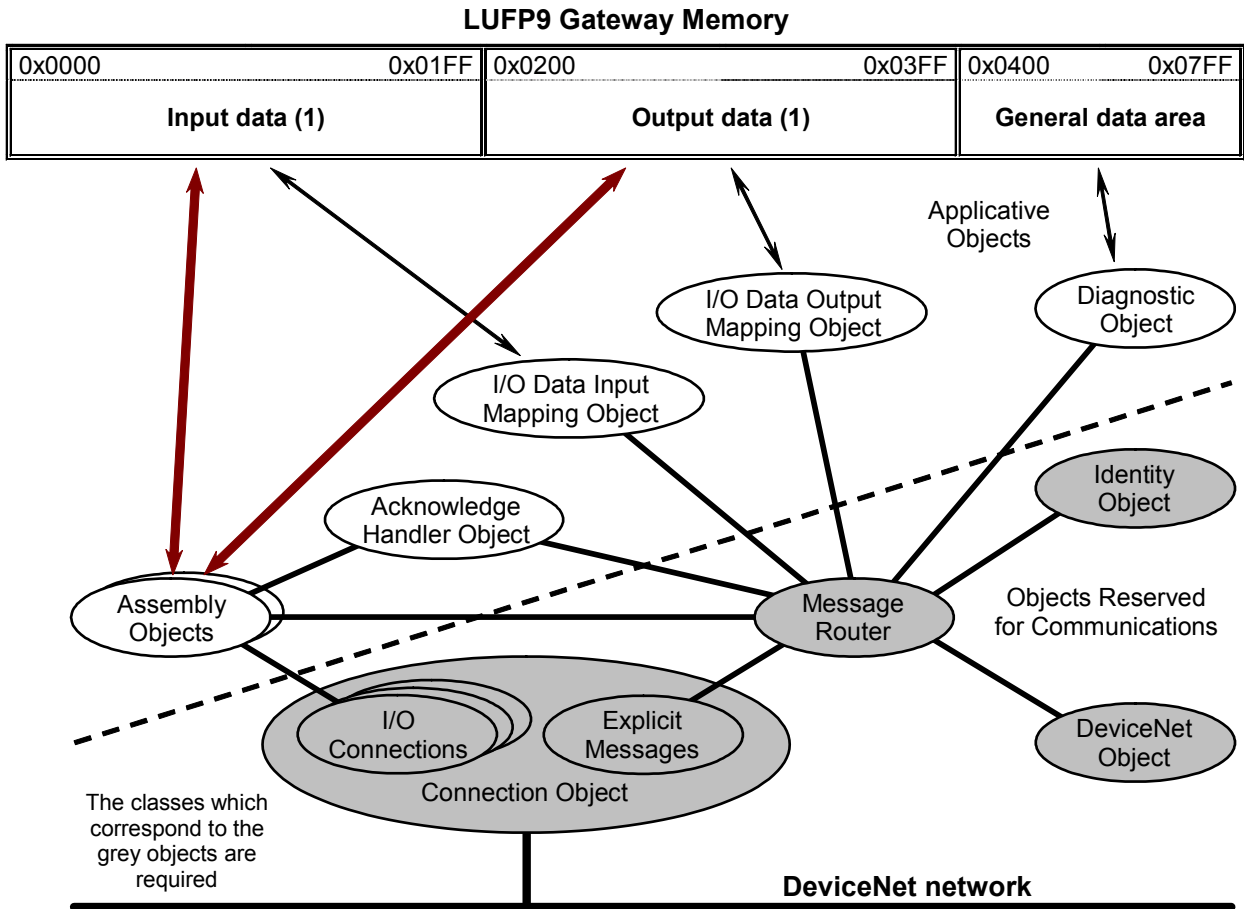 LUFP9 Gateway Memory
0x0000 0x01FF 0x0200 0x03FF 0x0400 0x07FF
Input data (1) Output data (1) General data area
Applicative
Objects
I/O Data Output
Mapping Object
Diagnostic
Object
I/O Data Input
Mapping Object
Identity
Object
Acknowledge
Handler Object
Assembly
Objects
Message
Router
Objects Reserved
for Communications
I/O
Connections
Explicit
Messages
DeviceNet
Object
Connection Object
The classes which
correspond to the
grey objects are
required
DeviceNet network